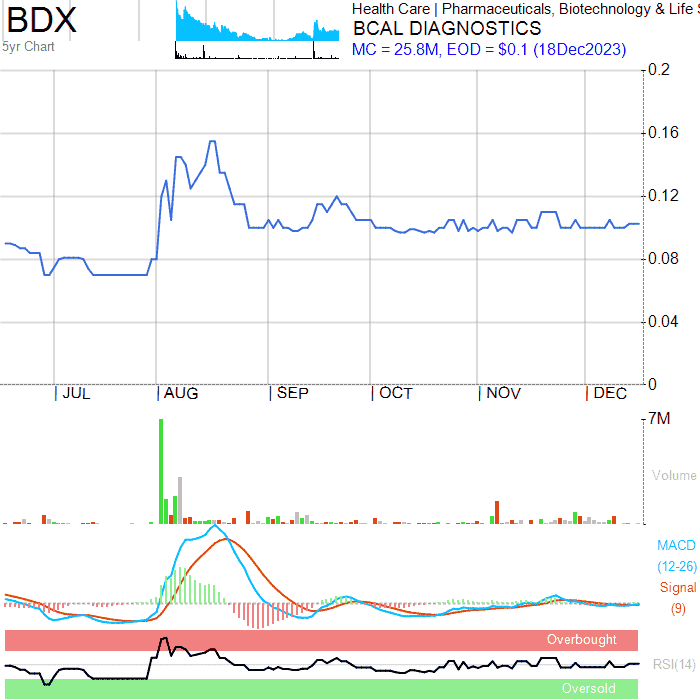 BDX
5yr Chart
Health Care | Pharmaceuticals, Biotechnology & Life S
BCAL DIAGNOSTICS
MC = 25.8M, EOD = $0.1 (18Dec2023)
0.2
0.16
0.12
0.08
0.04
0
| JUL | AUG | SEP | OCT | NOV | DEC
7M
Volume
MACD
(12-26)
Signal
(9)
Overbought
RSI(14)
Oversold